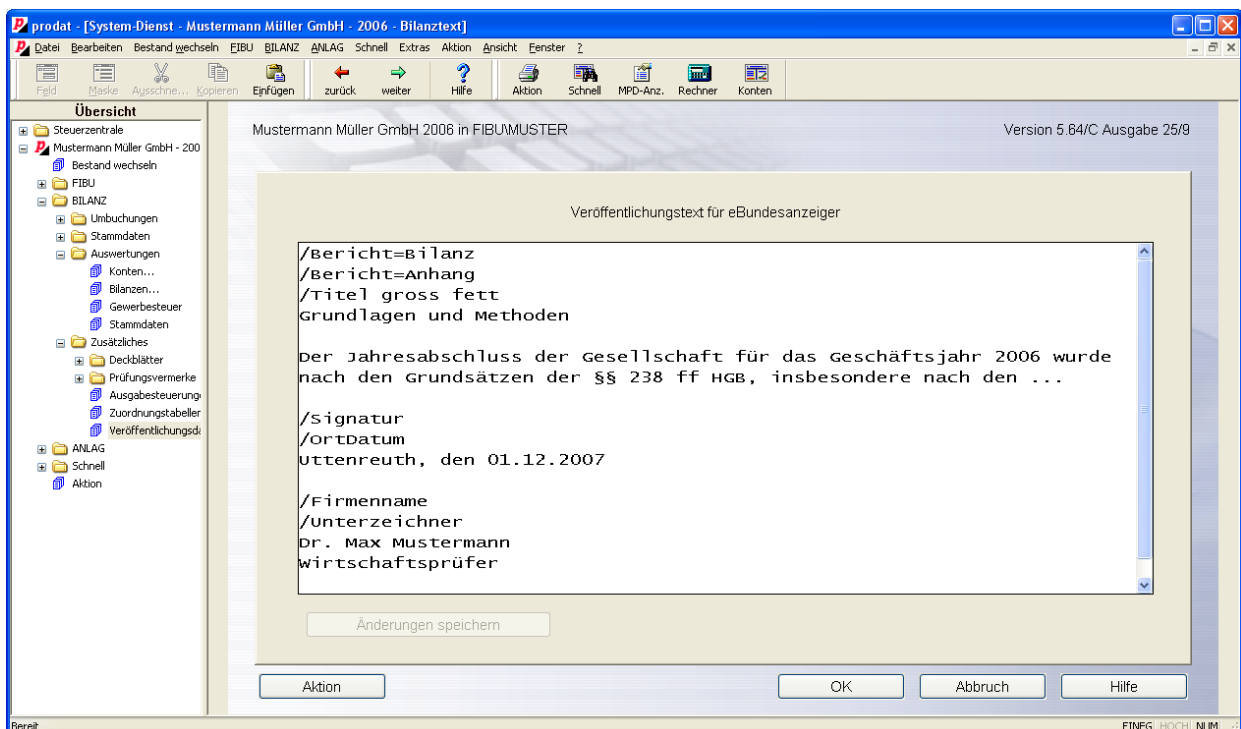 prodat - [System-Dienst - Mustermann Müller GmbH - 2006 - Bilanztext]
Datei Bearbeiten Bestand wechseln FIBU BILANZ ANLAG Schnell Extras Aktion Ansicht Fenster ?
Feld Maske Ausschne... Kopieren Einfügen zurück weiter Hilfe Aktion Schnell MPD-Anz. Rechner Konten
Übersicht
Steuerzentrale
Mustermann Müller GmbH - 200
Bestand wechseln
FIBU
BILANZ
Umbuchungen
Stammdaten
Auswertungen
Konten...
Bilanzen...
Gewerbesteuer
Stammdaten
Zusätzliches
Deckblätter
Prüfungsvermerke
Ausgabesteuerung
Zuordnungstabellen
Veröffentlichungsda
ANLAG
Schnell
Aktion
Mustermann Müller GmbH 2006 in FIBU\MUSTER
Version 5.64/C Ausgabe 25/9
Veröffentlichungstext für eBundesanzeiger
/Bericht=Bilanz
/Bericht=Anhang
/Titel gross fett
Grundlagen und Methoden
Der Jahresabschluss der Gesellschaft für das Geschäftsjahr 2006 wurde
nach den Grundsätzen der §§ 238 ff HGB, insbesondere nach den ...
/Signatur
/OrtDatum
Uttenreuth, den 01.12.2007
/Firmenname
/Unterzeichner
Dr. Max Mustermann
Wirtschaftsprüfer
Änderungen speichern
Aktion OK Abbruch Hilfe
Bereit EINFG HOCH NUM